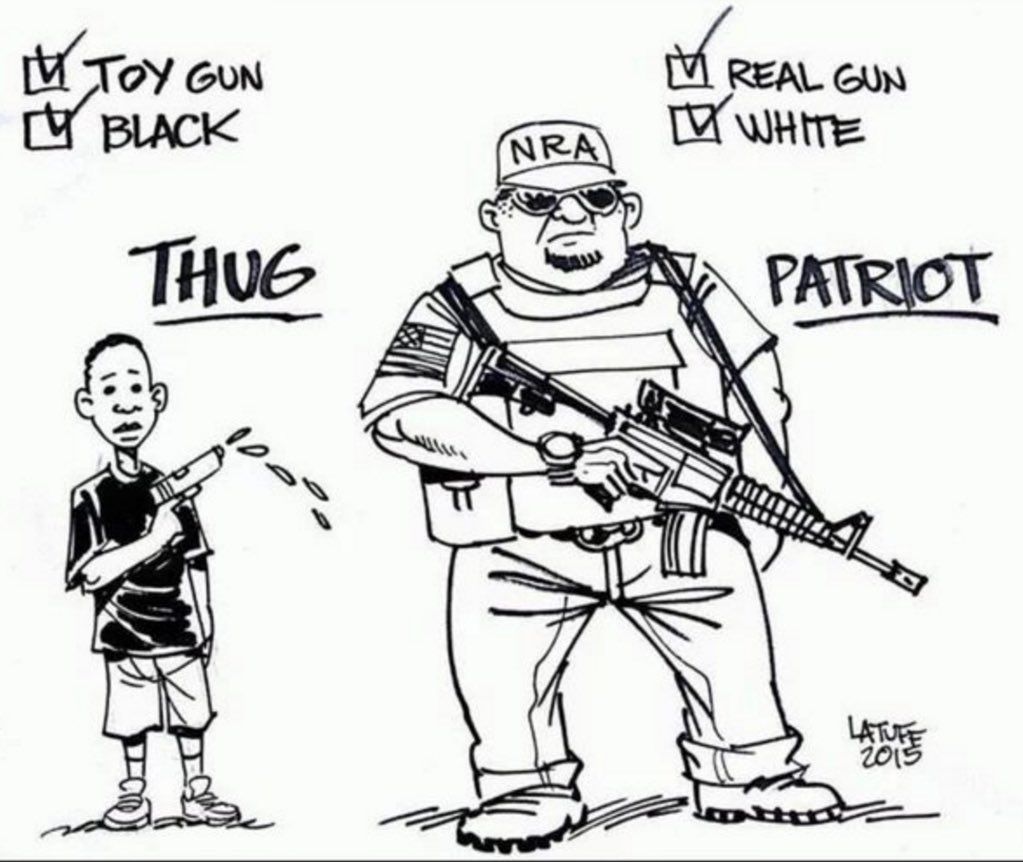 TOY GUN
BLACK
THUG
REAL GUN
WHITE
PATRIOT
NRA
LATUFF
2015